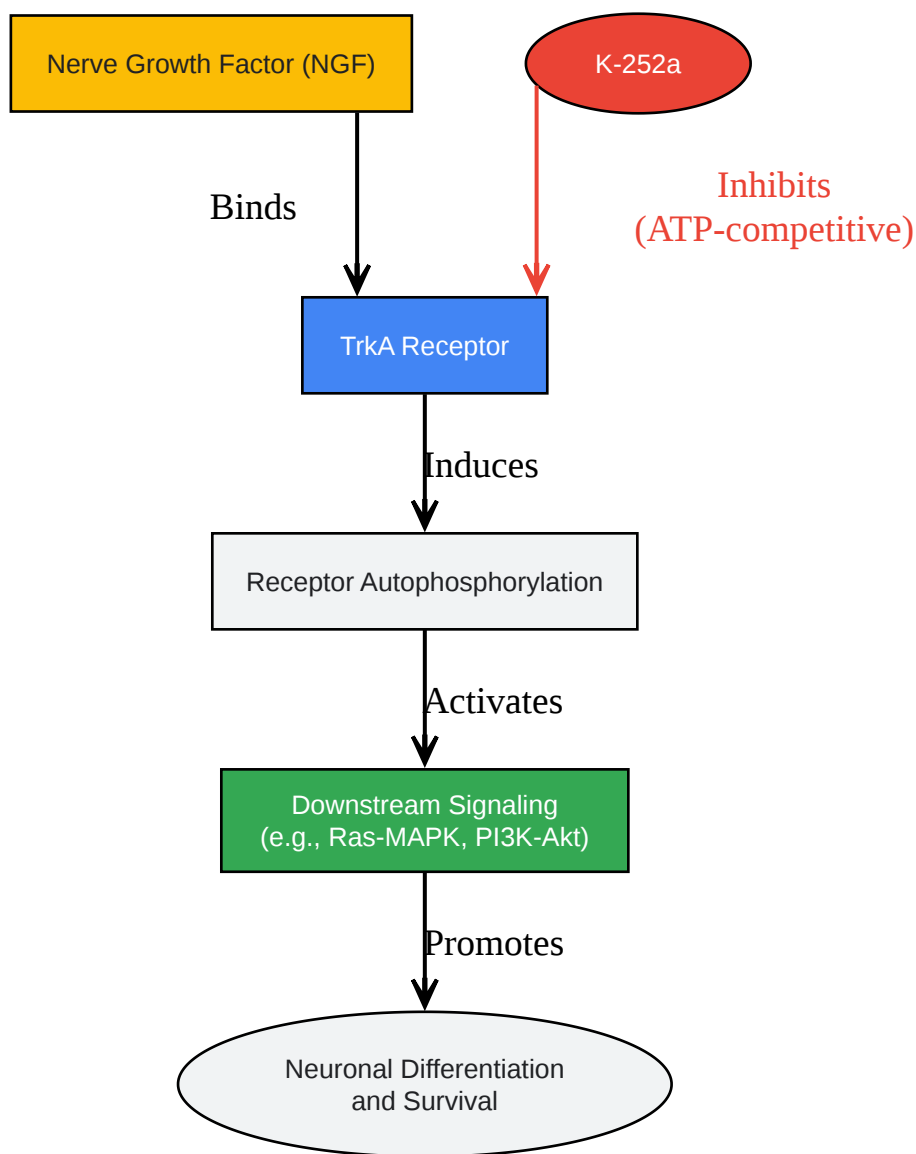 Nerve Growth Factor (NGF)
K-252a
Binds
Inhibits
(ATP-competitive)
TrkA Receptor
Induces
Receptor Autophosphorylation
Activates
Downstream Signaling
(e.g., Ras-MAPK, PI3K-Akt)
Promotes
Neuronal Differentiation
and Survival